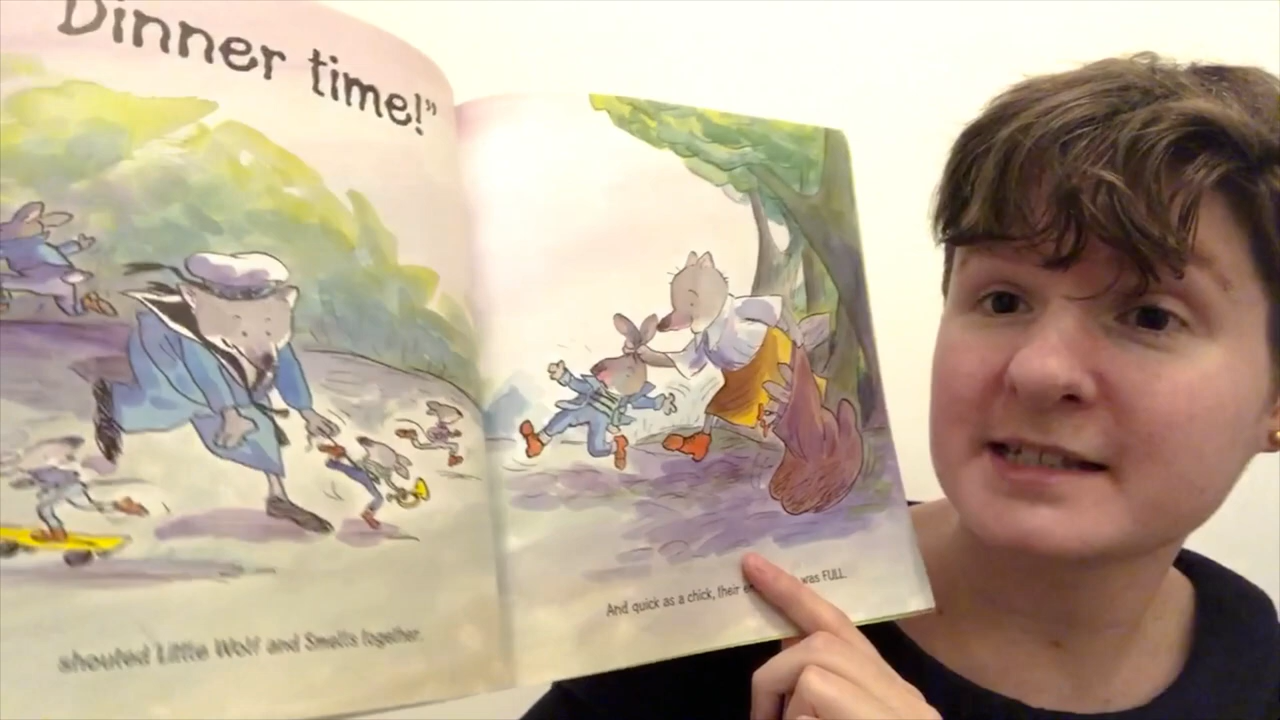 Dinner time!”
shouted Little Wolf and Smells together.
And quick as a chick, their was FULL.